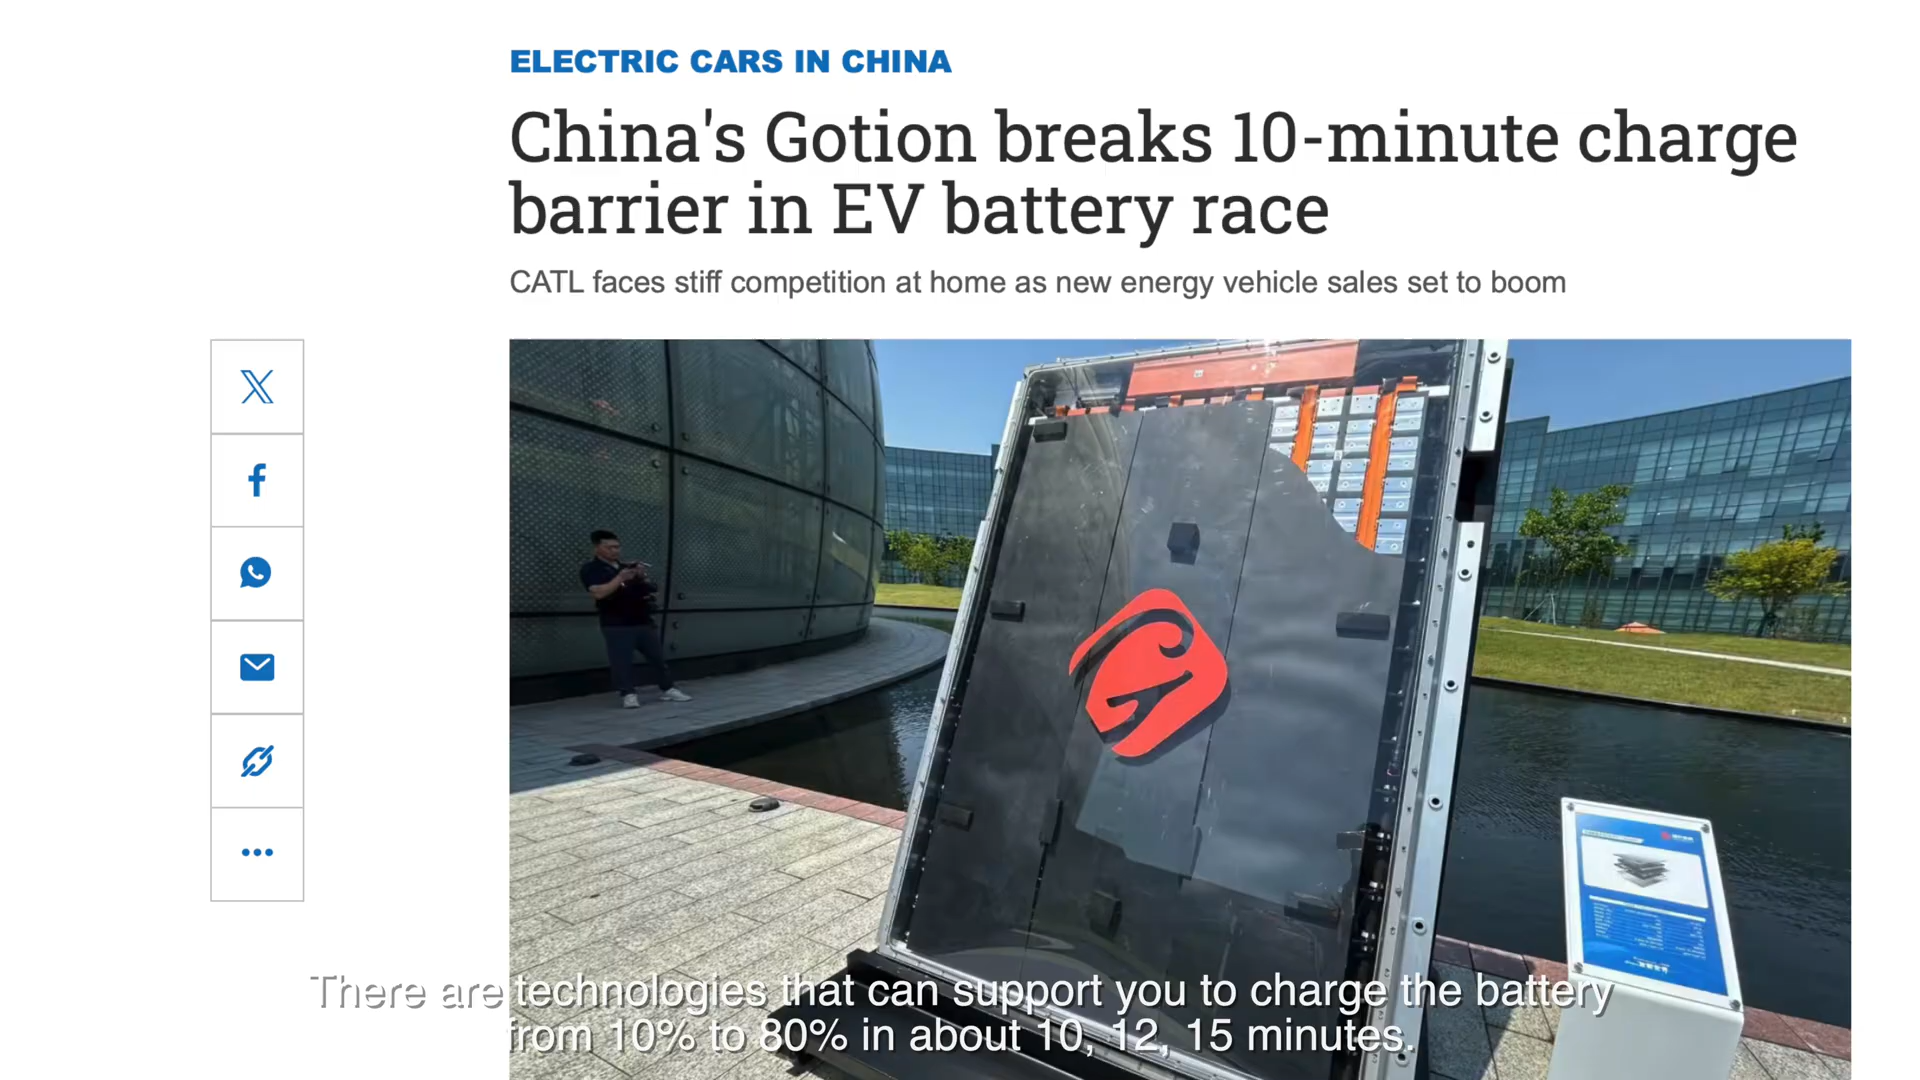 ELECTRIC CARS IN CHINA
China's Gotion breaks 10-minute charge
barrier in EV battery race
CATL faces stiff competition at home as new energy vehicle sales set to boom
There are technologies that can support you to charge the battery
from 10% to 80% in about 10, 12, 15 minutes.